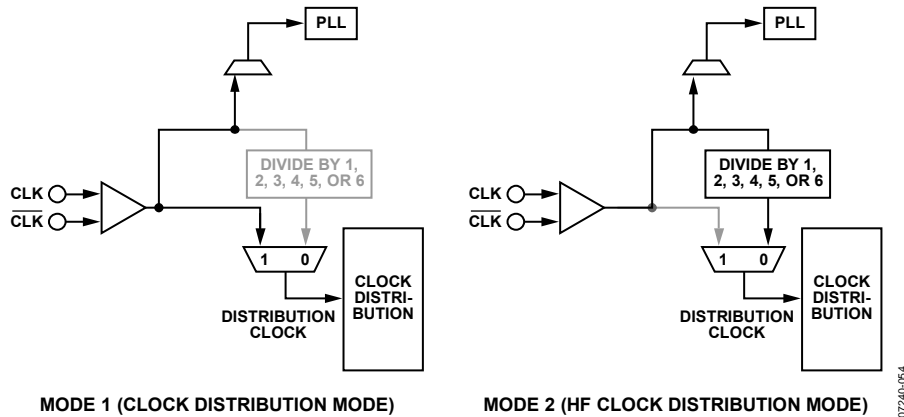 PLL
DIVIDE BY 1,
2, 3, 4, 5, OR 6
CLK
CLK
1 0
DISTRIBUTION
CLOCK
CLOCK
DISTRI-
BUTION
MODE 1 (CLOCK DISTRIBUTION MODE)
PLL
DIVIDE BY 1,
2, 3, 4, 5, OR 6
CLK
CLK
1 0
DISTRIBUTION
CLOCK
CLOCK
DISTRI-
BUTION
MODE 2 (HF CLOCK DISTRIBUTION MODE)
07240-054